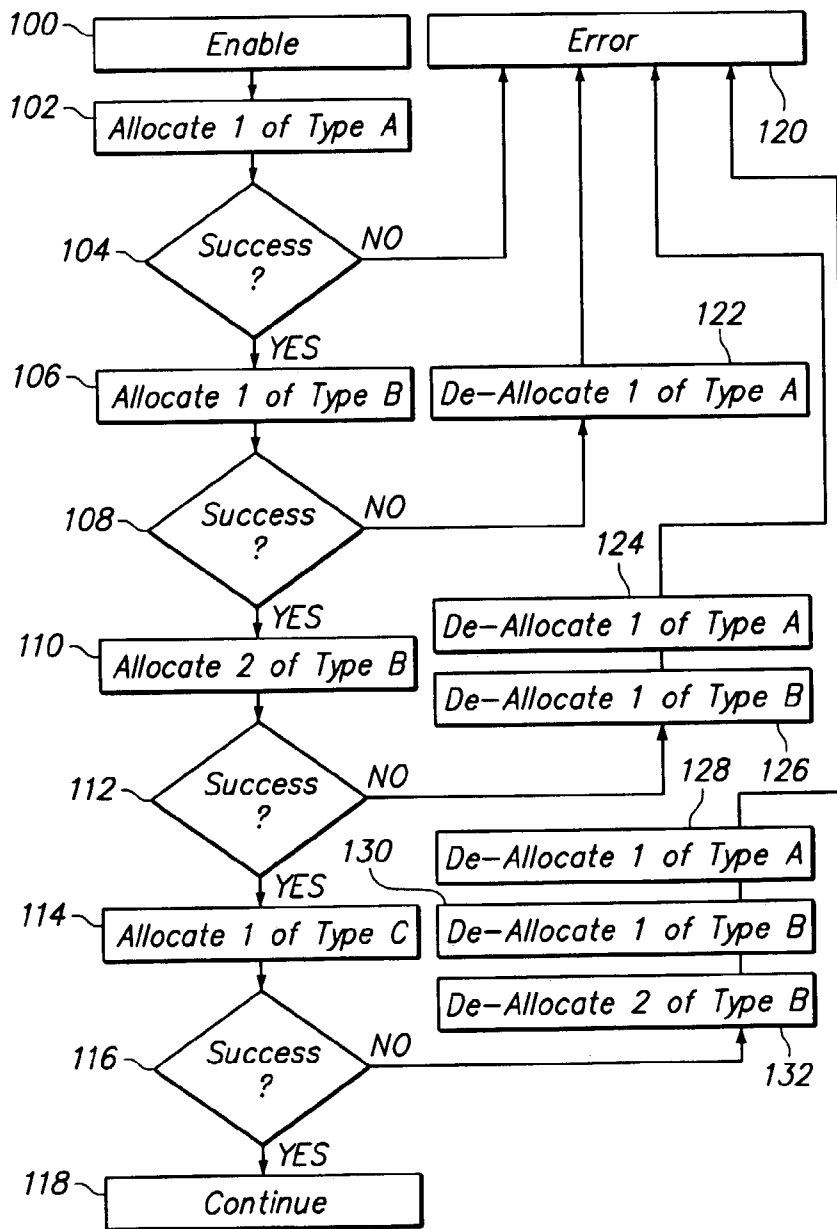 100
Enable
Error
102
Allocate 1 of Type A
120
104
Success
?
NO
YES
122
106
Allocate 1 of Type B
De-Allocate 1 of Type A
108
Success
?
NO
124
YES
110
Allocate 2 of Type B
De-Allocate 1 of Type A
De-Allocate 1 of Type B
126
112
Success
?
NO
128
YES
De-Allocate 1 of Type A
130
114
Allocate 1 of Type C
De-Allocate 1 of Type B
De-Allocate 2 of Type B
132
116
Success
?
NO
YES
118
Continue